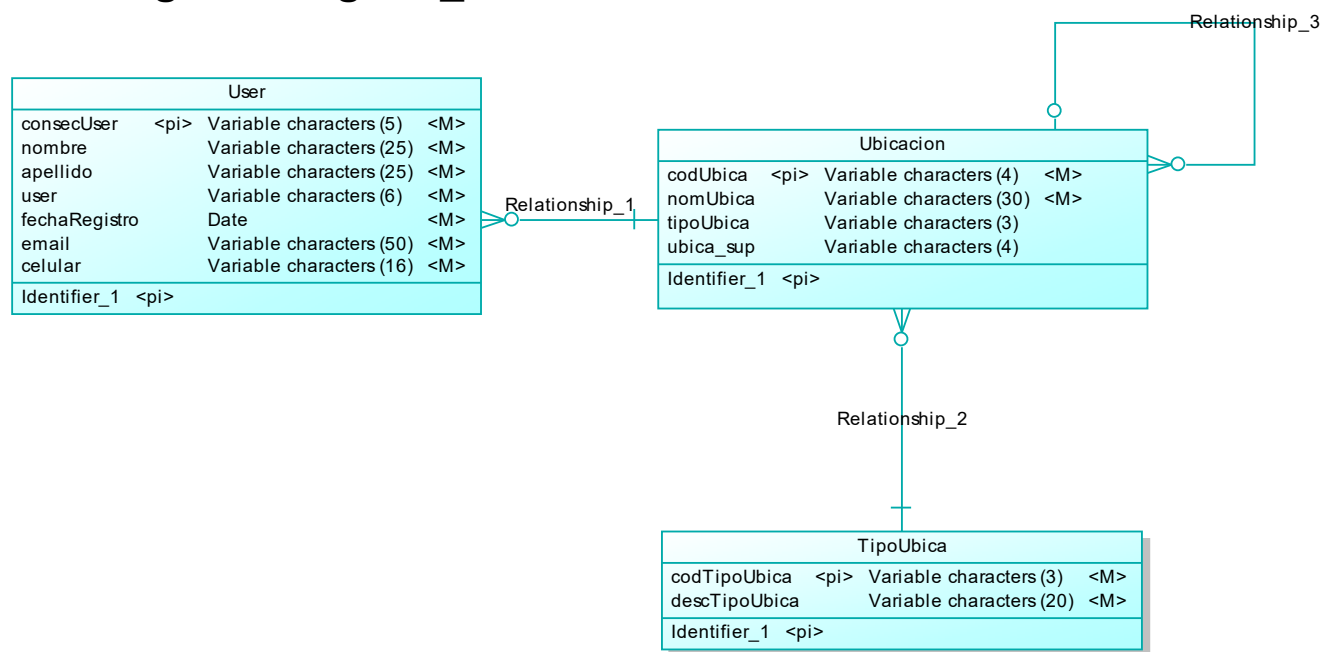 Relationship_3
User
consecUser <pi> Variable characters (5) <M>
nombre Variable characters (25) <M>
apellido Variable characters (25) <M>
user Variable characters (6) <M>
fechaRegistro Date <M>
email Variable characters (50) <M>
celular Variable characters (16) <M>
Identifier_1 <pi>
Relationship_1
Ubicacion
codUbica <pi> Variable characters (4) <M>
nomUbica Variable characters (30) <M>
tipoUbica Variable characters (3)
ubica_sup Variable characters (4)
Identifier_1 <pi>
Relationship_2
TipoUbica
codTipoUbica <pi> Variable characters (3) <M>
descTipoUbica Variable characters (20) <M>
Identifier_1 <pi>